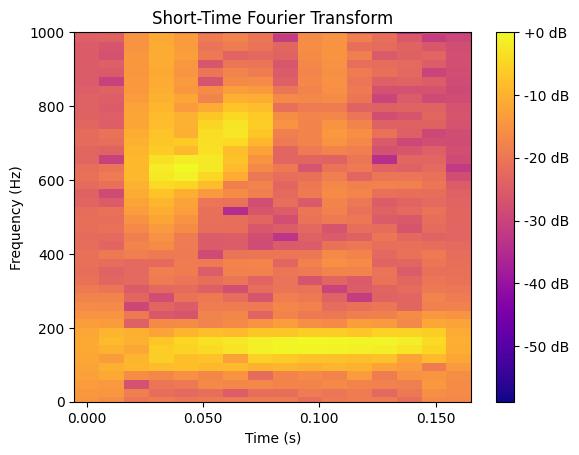 Short-Time Fourier Transform
1000
800
600
400
200
0
Frequency (Hz)
0.000
0.050
0.100
0.150
Time (s)
+0 dB
-10 dB
-20 dB
-30 dB
-40 dB
-50 dB